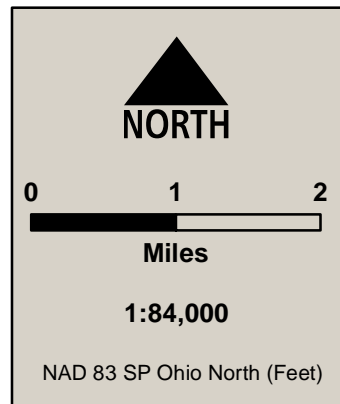 NORTH
0 1 2
Miles
1:84,000
NAD 83 SP Ohio North (Feet)